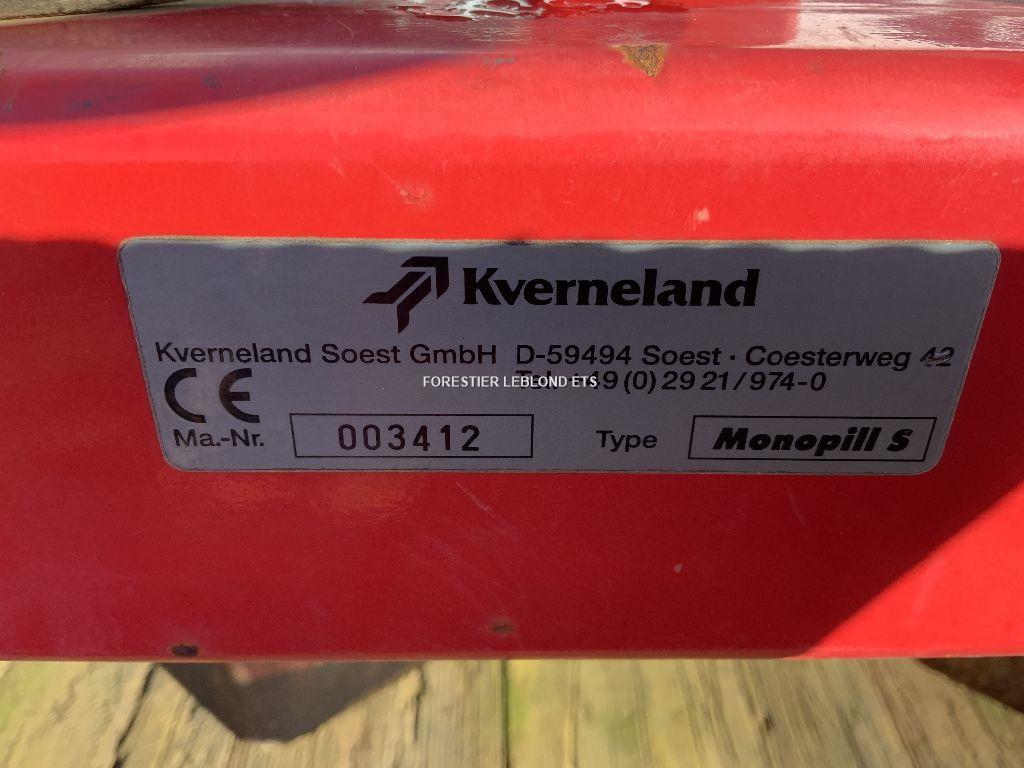 Kverneland
Kverneland Soest GmbH D-59494 Soest · Coesterweg 42
Tel. +49 (0) 29 21/974-0
FORESTIER LEBLOND ETS
CE
Ma.-Nr. 003412 Type Monopill S